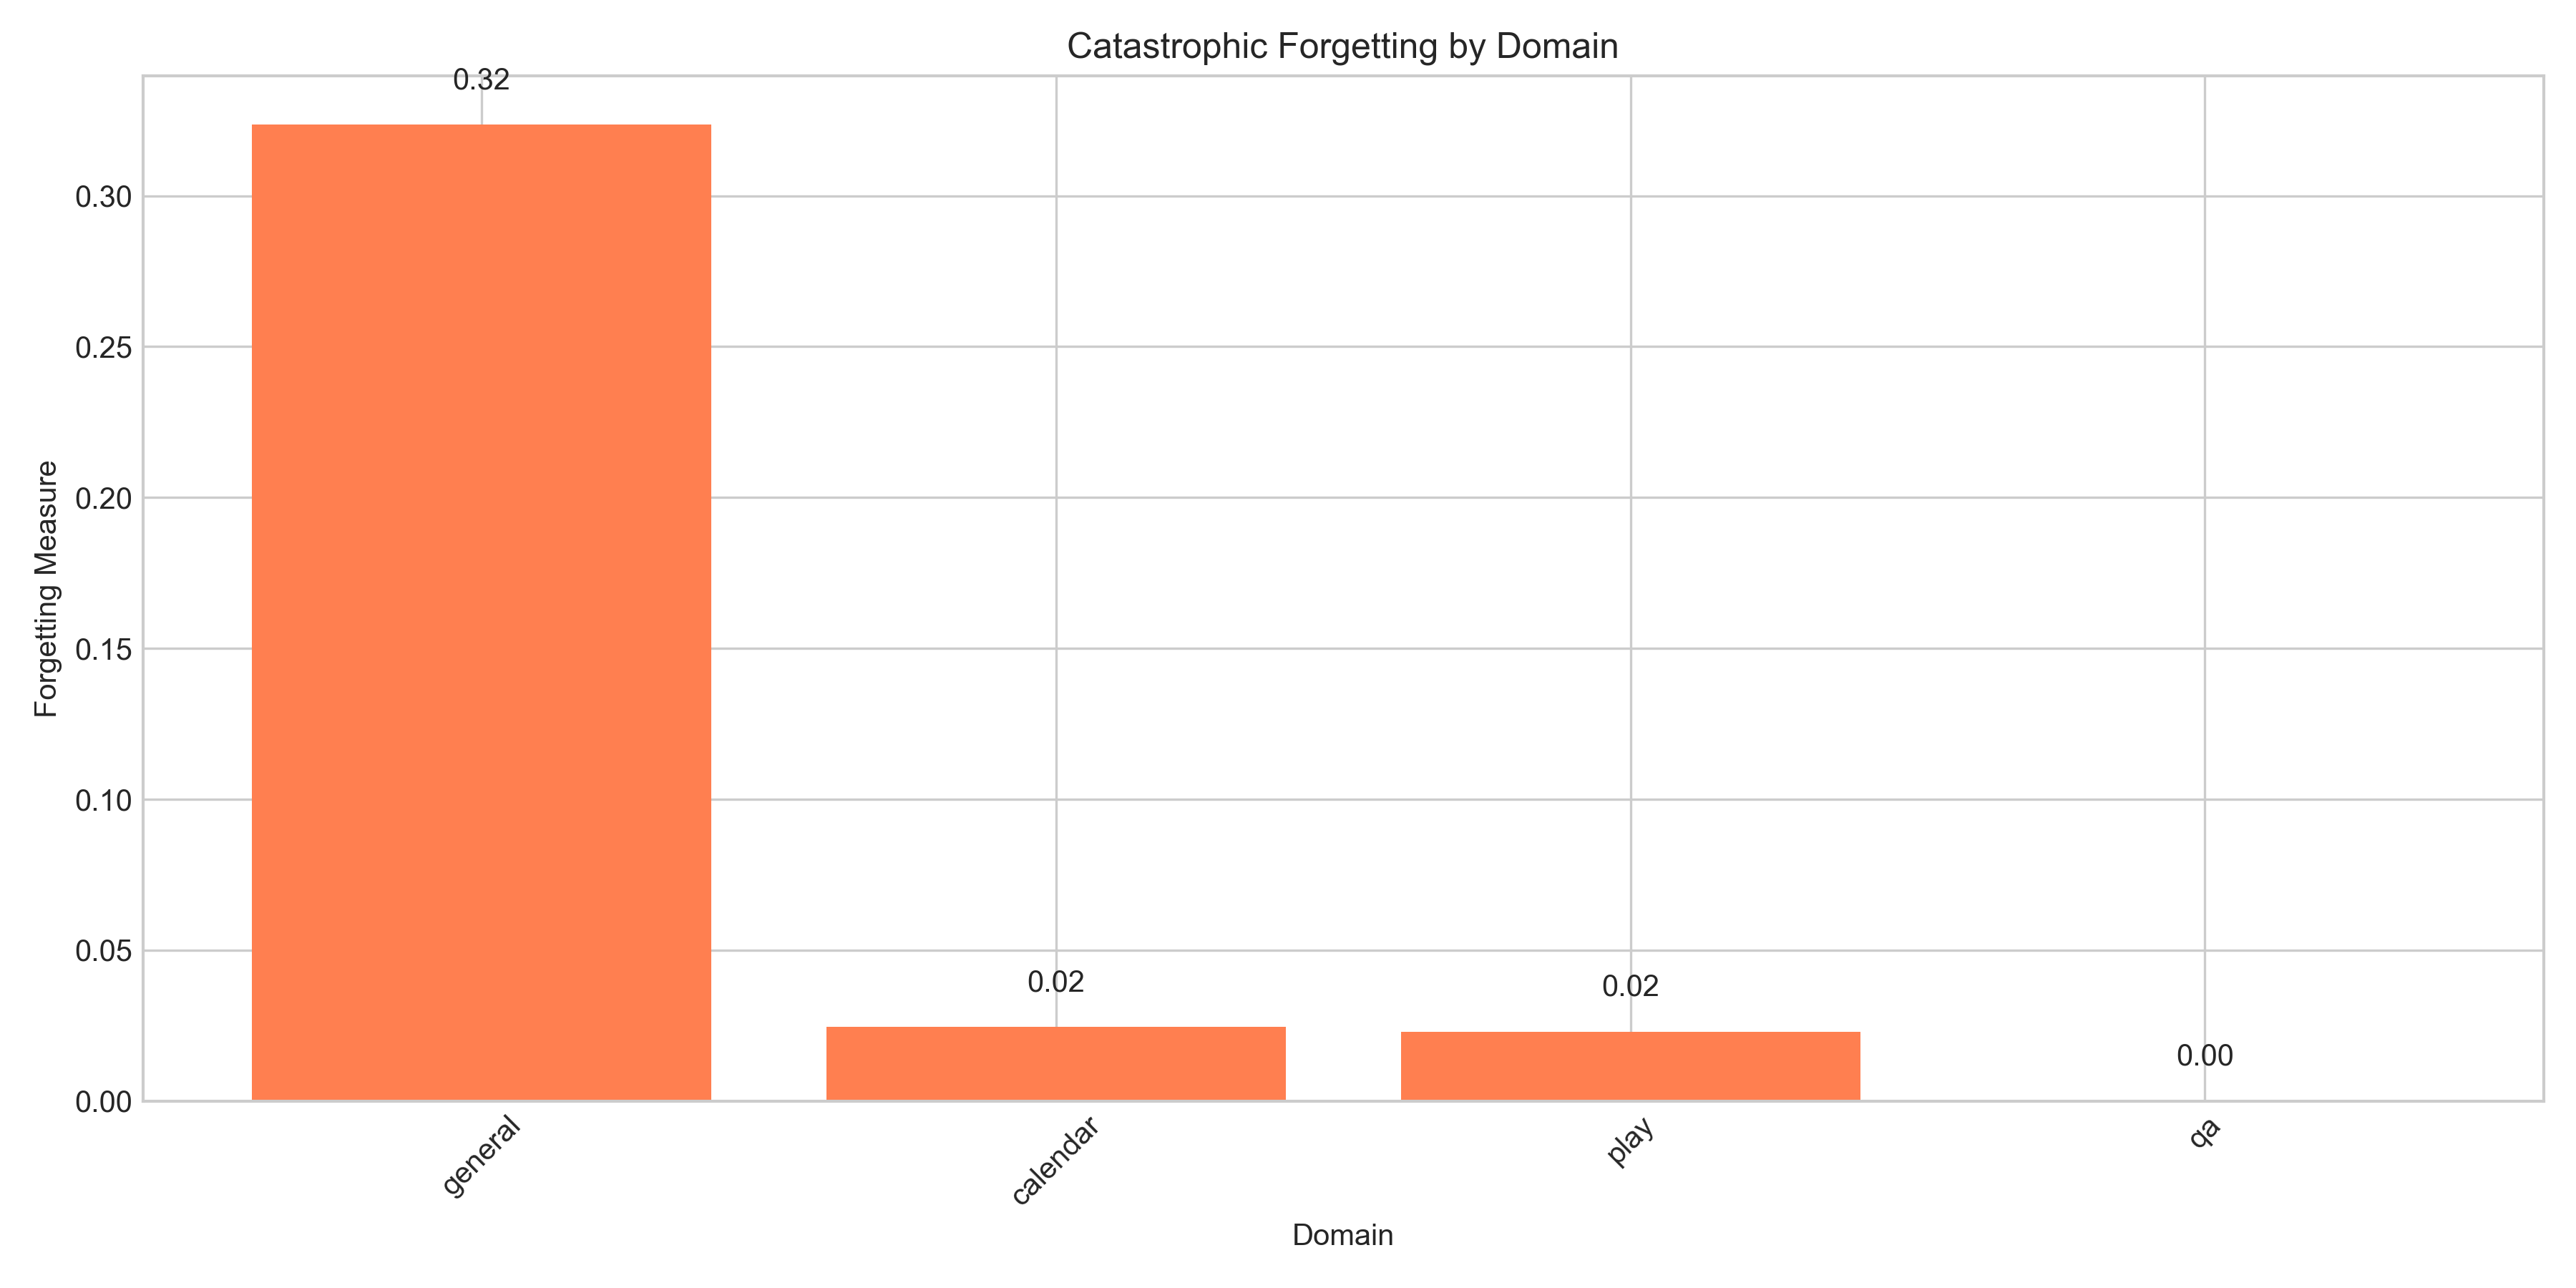 Catastrophic Forgetting by Domain
0.32
0.30
0.25
0.20
0.15
0.10
0.05
0.00
Forgetting Measure
0.02
0.02
0.00
general
calendar
play
qa
Domain